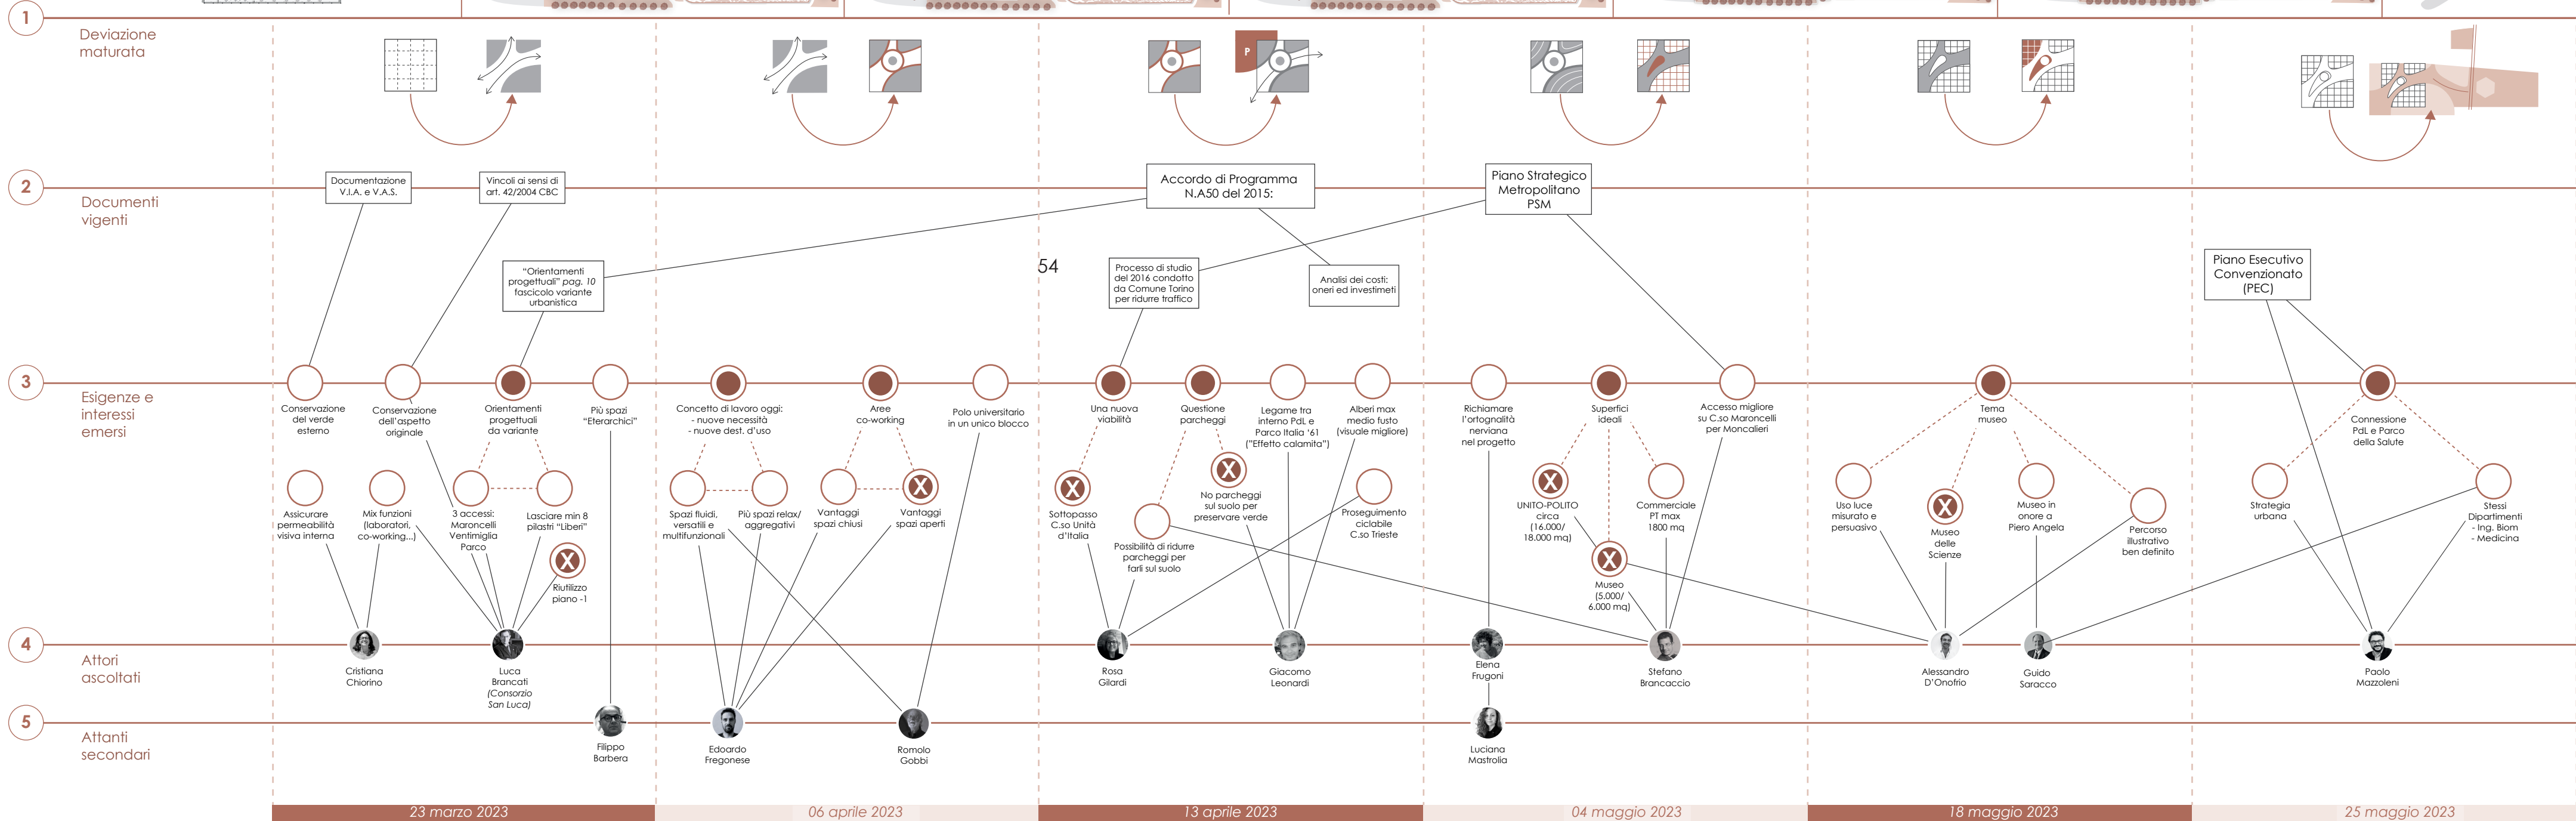 1
Deviazione
maturata
P
2
Documenti
vigenti
Documentazione
V.I.A. e V.A.S.
Vincoli ai sensi di
art. 42/2004 CBC
Accordo di Programma
N.A50 del 2015:
Piano Strategico
Metropolitano
PSM
"Orientamenti
progettuali" pag. 10
fascicolo variante
urbanistica
54
Processo di studio
del 2016 condotto
da Comune Torino
per ridurre traffico
Analisi dei costi:
oneri ed investimeti
Piano Esecutivo
Convenzionato
(PEC)
3
Esigenze e
interessi
emersi
Conservazione
del verde
esterno
Conservazione
dell'aspetto
originale
Orientamenti
progettuali
da variante
Più spazi
"Eterarchici"
Concetto di lavoro oggi:
- nuove necessità
- nuove dest. d'uso
Aree
co-working
Polo universitario
in un unico blocco
Una nuova
viabilità
Questione
parcheggi
Legame tra
interno PdL e
Parco Italia '61
("Effetto calamita")
Alberi max
medio fusto
(visuale migliore)
Richiamare
l'ortognalità
nerviana
nel progetto
Superfici
ideali
Accesso migliore
su C.so Maroncelli
per Moncalieri
Tema
museo
Connessione
PdL e Parco
della Salute
Assicurare
permeabilità
visiva interna
Mix funzioni
(laboratori,
co-working...)
3 accessi:
Maroncelli
Ventimiglia
Parco
Lasciare min 8
pilastri "Liberi"
X
Riutilizzo
piano -1
Spazi fluidi,
versatili e
multifunzionali
Più spazi relax/
aggregativi
Vantaggi
spazi chiusi
X
Vantaggi
spazi aperti
X
Sottopasso
C.so Unità
d'Italia
Possibilità di ridurre
parcheggi per
farli sul suolo
X
No parcheggi
sul suolo per
preservare verde
Proseguimento
ciclabile
C.so Trieste
X
UNITO-POLITO
circa
(16.000/
18.000 mq)
X
Museo
(5.000/
6.000 mq)
Commerciale
PT max
1800 mq
Uso luce
misurato e
persuasivo
X
Museo
delle
Scienze
Museo in
onore a
Piero Angela
Percorso
illustrativo
ben definito
Strategia
urbana
Stessi
Dipartimenti
- Ing. Biom
- Medicina
4
Attori
ascoltati
Cristiana
Chiorino
Luca
Brancati
(Consorzio
San Luca)
Rosa
Gilardi
Giacomo
Leonardi
Elena
Frugoni
Stefano
Brancaccio
Alessandro
D'Onofrio
Guido
Saracco
Paolo
Mazzoleni
5
Attanti
secondari
Filippo
Barbera
Edoardo
Fregonese
Romolo
Gobbi
Luciana
Mastrolia
23 marzo 2023
06 aprile 2023
13 aprile 2023
04 maggio 2023
18 maggio 2023
25 maggio 2023